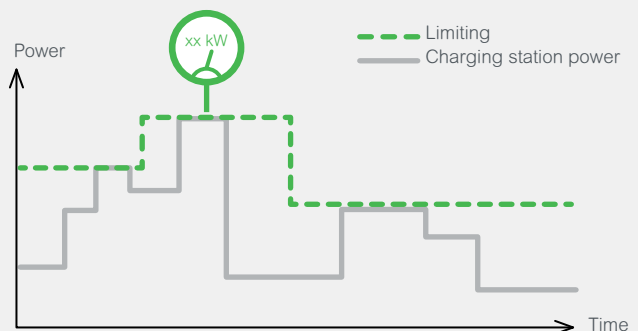 xx kW
Limiting
Power
Charging station power
Time